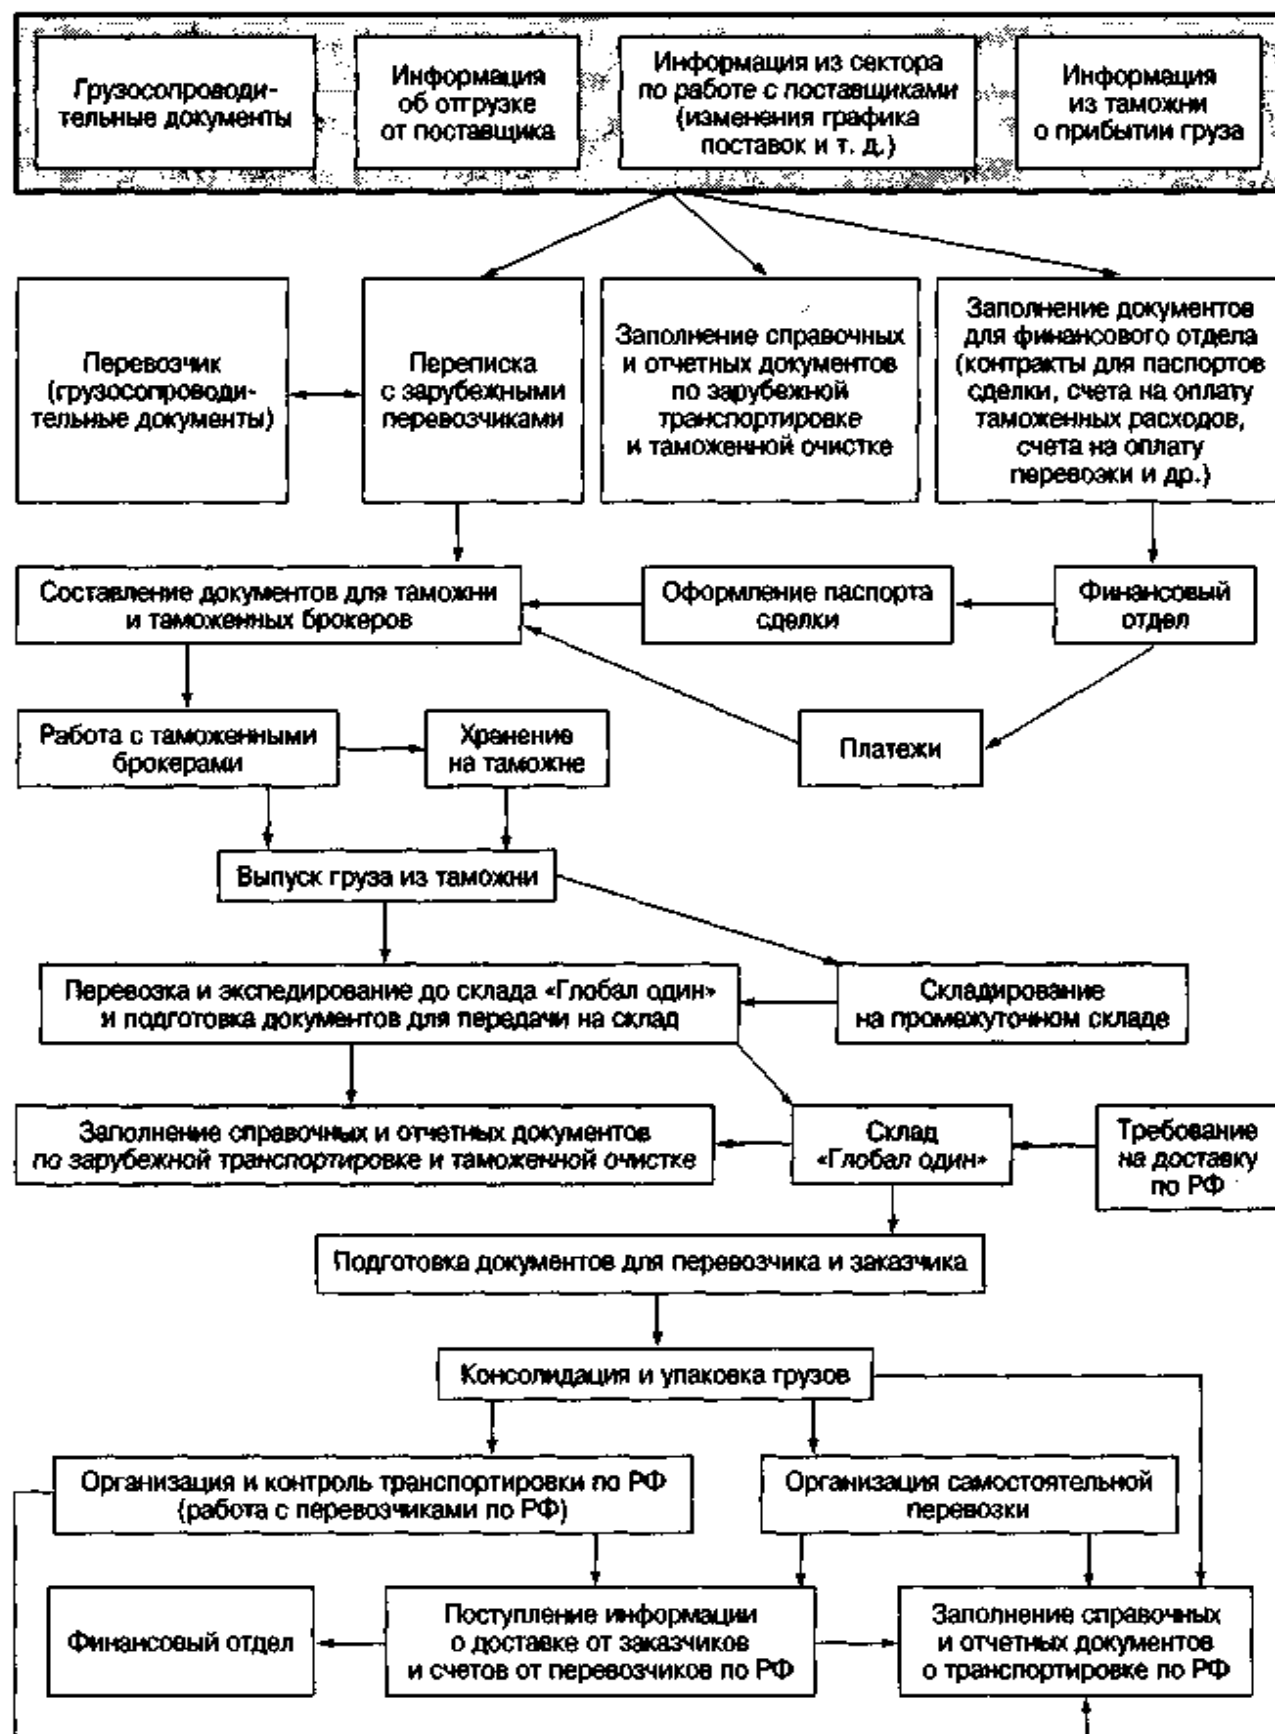 Грузосопроводи-
тельные документы
Информация
об отгрузке
от поставщика
Информация из сектора
по работе с поставщиками
(изменения графика
поставок и т. д.)
Информация
из таможни
о прибытии груза
Перевозчик
(грузосопроводи-
тельные документы)
Переписка
с зарубежными
перевозчиками
Заполнение справочных
и отчетных документов
по зарубежной
транспортировке
и таможенной очистке
Заполнение документов
для финансового отдела
(контракты для паспортов
сделки, счета на оплату
таможенных расходов,
счета на оплату
перевозки и др.)
Составление документов для таможни
и таможенных брокеров
Оформление паспорта
сделки
Финансовый
отдел
Работа с таможенными
брокерами
Хранение
на таможне
Платежи
Выпуск груза из таможни
Перевозка и экспедирование до склада «Глобал один»
и подготовка документов для передачи на склад
Складирование
на промежуточном складе
Заполнение справочных и отчетных документов
по зарубежной транспортировке и таможенной очистке
Склад
«Глобал один»
Требование
на доставку
по РФ
Подготовка документов для перевозчика и заказчика
Консолидация и упаковка грузов
Организация и контроль транспортировки по РФ
(работа с перевозчиками по РФ)
Организация самостоятельной
перевозки
Финансовый отдел
Поступление информации
о доставке от заказчиков
и счетов от перевозчиков по РФ
Заполнение справочных
и отчетных документов
о транспортировке по РФ